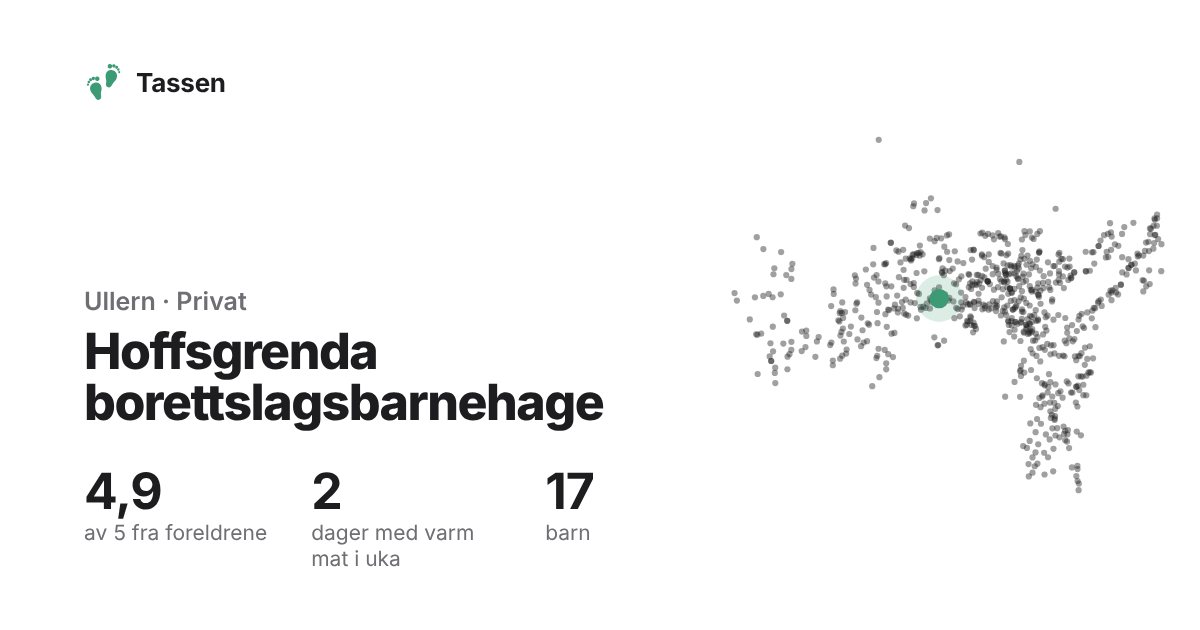 Tassen
Ullern · Privat
Hoffsgrenda
borettslagsbarnehage
4,9
av 5 fra foreldrene
2
dager med varm
mat i uka
17
barn